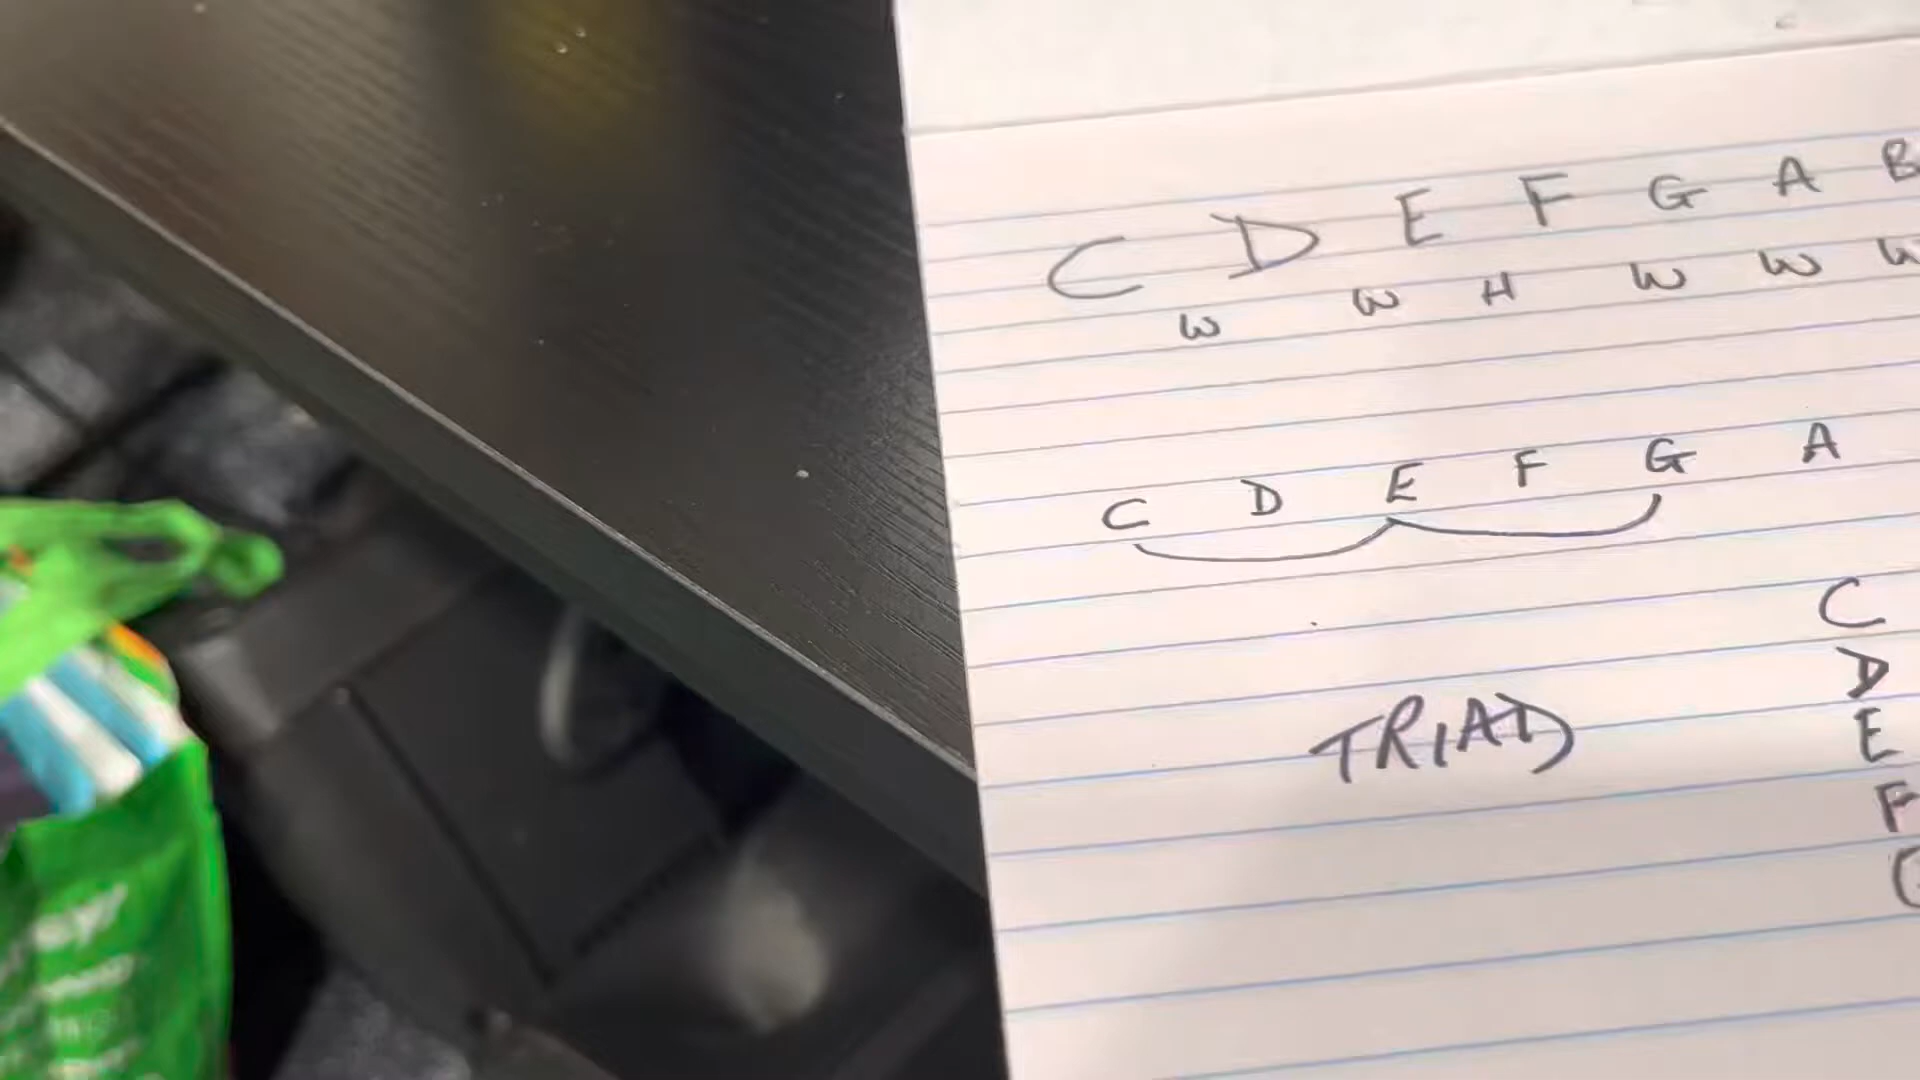 C D E F G A B
W W H W W W
C D E F G A
C
D
TRIAD E
F